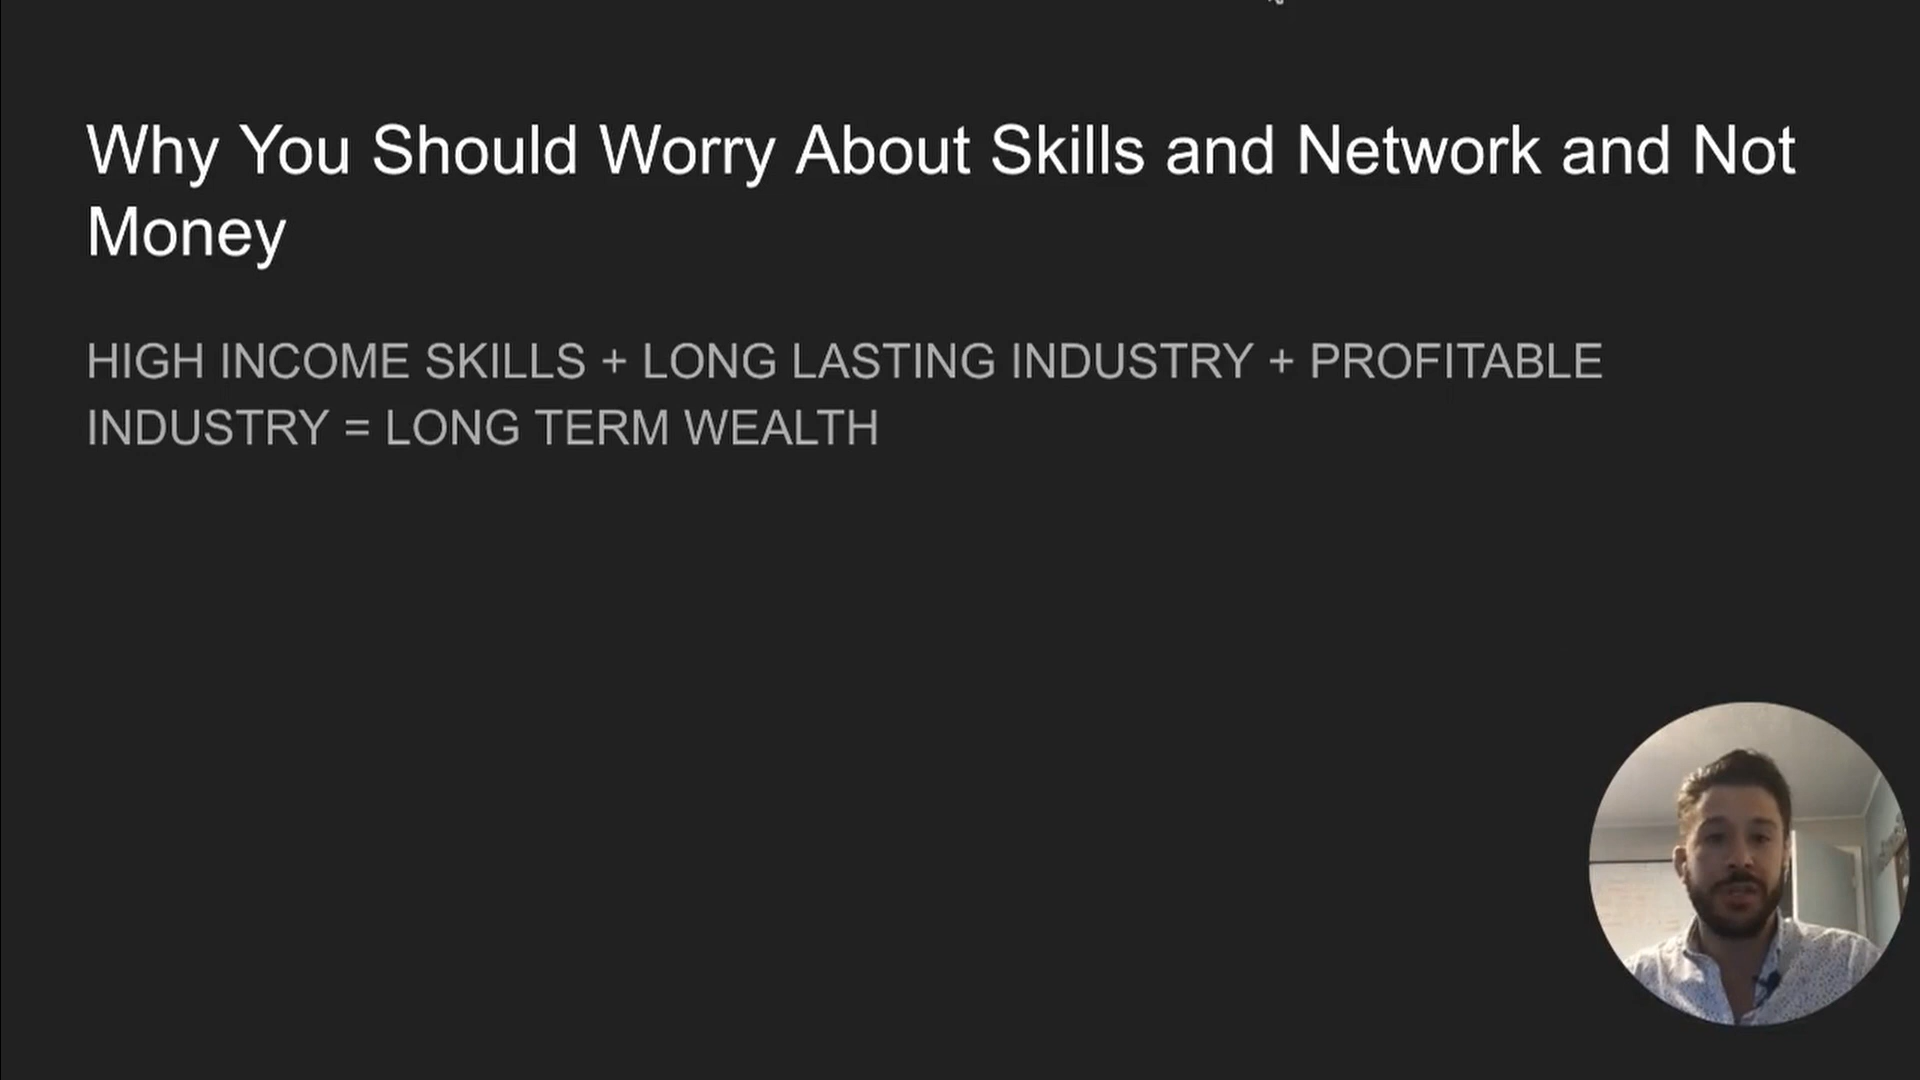 Why You Should Worry About Skills and Network and Not
Money
HIGH INCOME SKILLS + LONG LASTING INDUSTRY + PROFITABLE
INDUSTRY = LONG TERM WEALTH